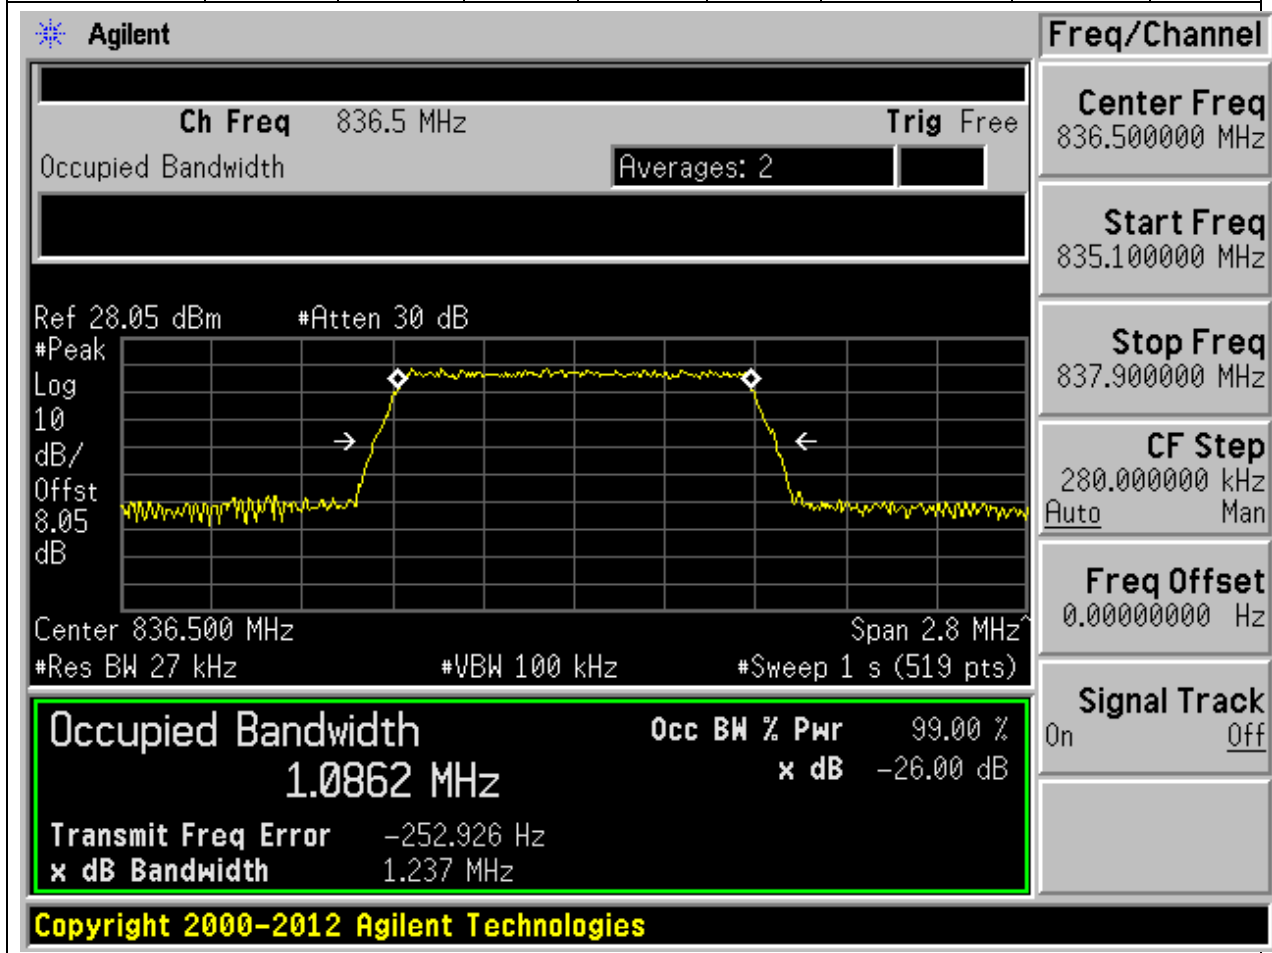 Agilent
Freq/Channel
Ch Freq 836.5 MHz Trig Free
Occupied Bandwidth Averages: 2
Center Freq
836.500000 MHz
Start Freq
835.100000 MHz
Stop Freq
837.900000 MHz
CF Step
280.000000 kHz
Auto Man
Freq Offset
0.00000000 Hz
Signal Track
On Off
Ref 28.05 dBm #Atten 30 dB
#Peak
Log
10
dB/
Offst
8.05
dB
Center 836.500 MHz Span 2.8 MHz^
#Res BW 27 kHz #VBW 100 kHz #Sweep 1 s (519 pts)
Occupied Bandwidth Occ BW % Pwr 99.00 %
1.0862 MHz x dB -26.00 dB
Transmit Freq Error -252.926 Hz
x dB Bandwidth 1.237 MHz
Copyright 2000-2012 Agilent Technologies